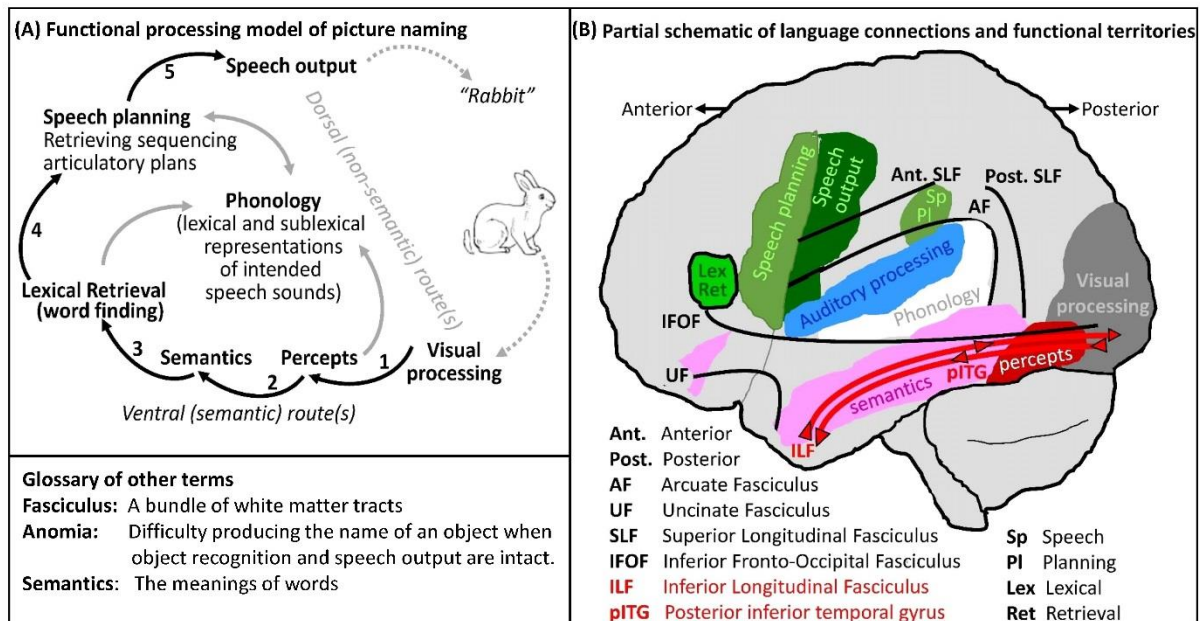 (A) Functional processing model of picture naming
5
Speech output
"Rabbit"
Speech planning
Retrieving sequencing
articulatory plans
Dorsal (non-semantic) route(s)
Phonology
(lexical and sublexical
representations
of intended
speech sounds)
4
Lexical Retrieval
(word finding)
3
Semantics
2
Percepts
1
Visual
processing
Ventral (semantic) route(s)
Glossary of other terms
Fasciculus: A bundle of white matter tracts
Anomia: Difficulty producing the name of an object when
object recognition and speech output are intact.
Semantics: The meanings of words
(B) Partial schematic of language connections and functional territories
Anterior
Posterior
Speech planning
Speech output
Ant. SLF
Post. SLF
Sp
Pl
AF
Lex
Ret
Auditory processing
Visual
processing
Phonology
IFOF
UF
percepts
pITG
semantics
ILF
Ant. Anterior
Post. Posterior
AF Arcuate Fasciculus
UF Uncinate Fasciculus
SLF Superior Longitudinal Fasciculus
IFOF Inferior Fronto-Occipital Fasciculus
ILF Inferior Longitudinal Fasciculus
pITG Posterior inferior temporal gyrus
Sp Speech
Pl Planning
Lex Lexical
Ret Retrieval